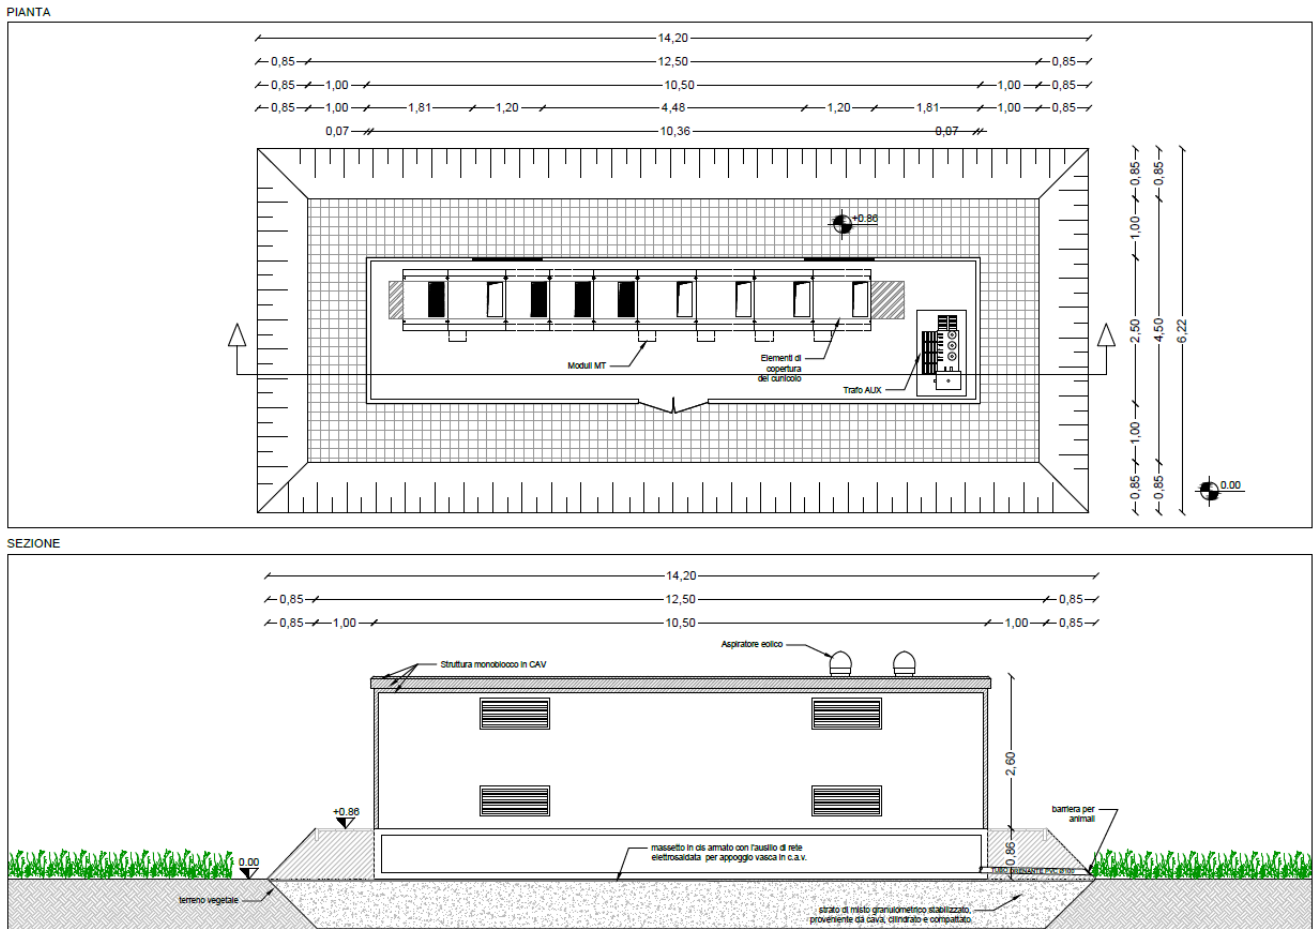 PIANTA
14,20
0,85 12,50 0,85
0,85 1,00 10,50 1,00 0,85
0,85 1,00 1,81 1,20 4,48 1,20 1,81 1,00 0,85
0,07 10,36 0,07
+0.86
Moduli MT
Elementi di
copertura
del cunicolo
Trafo AUX
0,85 1,00 2,50 1,00 0,85
0,85 4,50 0,85
6,22
0.00
SEZIONE
14,20
0,85 12,50 0,85
0,85 1,00 10,50 1,00 0,85
Aspiratore eolico
Struttura monoblocco in CAV
2,60
+0.86
barriera per
animali
0.00
massetto in cls armato con l'ausilio di rete
elettrosaldata per appoggio vasca in c.a.v.
0,86
terreno vegetale
strato di misto granulometrico stabilizzato,
proveniente da cava, cilindrato e compattato